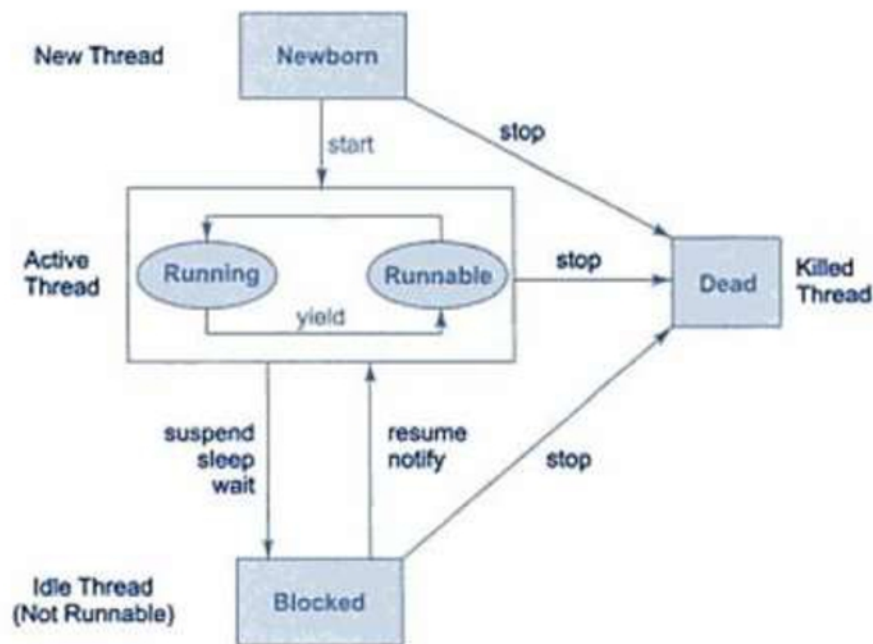 New Thread
Newborn
stop
start
Active
Thread
Running
Runnable
stop
Dead
Killed
Thread
yield
suspend
sleep
wait
resume
notify
stop
Idle Thread
(Not Runnable)
Blocked